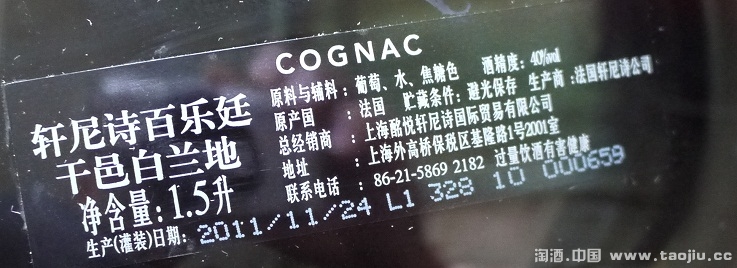 COGNAC
轩尼诗百乐廷
干邑白兰地
净含量:1.5升
生产(灌装)日期: 2011/11/24 L1 328 10 000659
原料与辅料:葡萄、水、焦糖色 酒精度:40%vol
原产国 :法国 贮藏条件:避光保存 生产商:法国轩尼诗公司
总经销商 :上海酩悦轩尼诗国际贸易有限公司
地址 :上海外高桥保税区基隆路1号2001室
联系电话 :86-21-5869 2182 过量饮酒有害健康
淘酒.中国 www.taojiu.cc